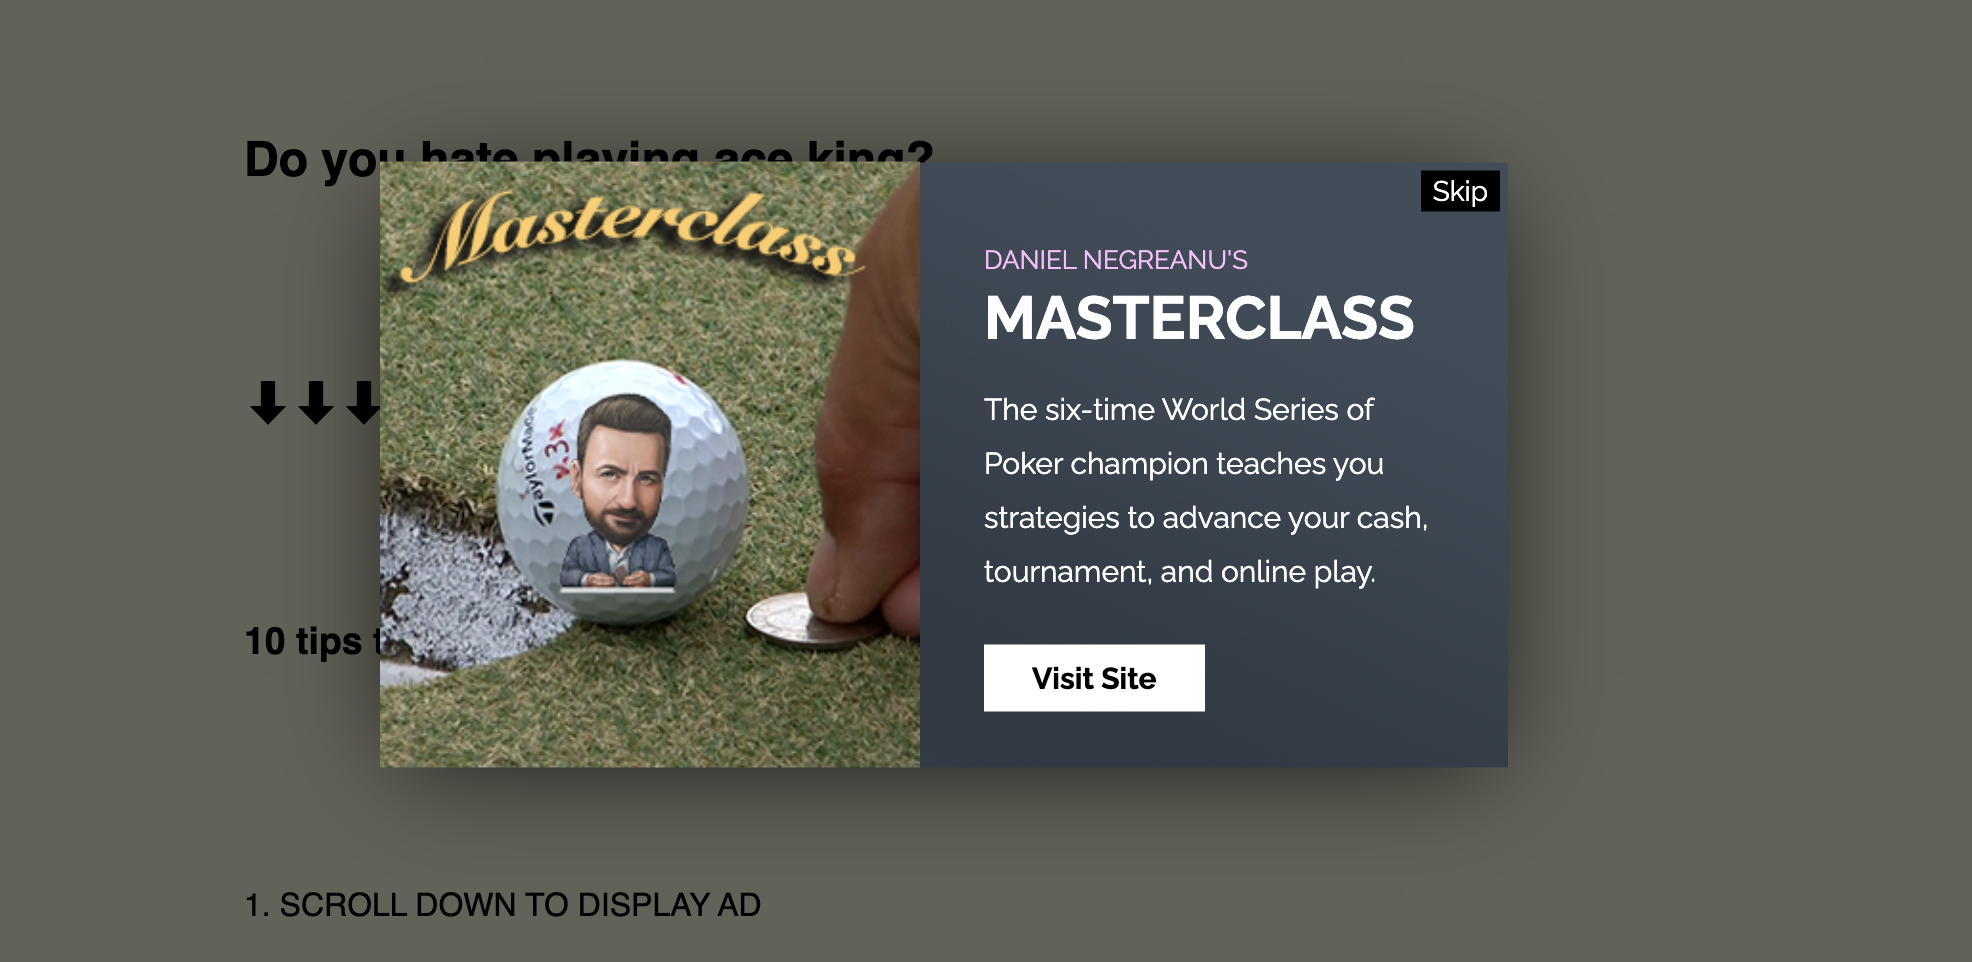 Do you hate playing ace king?
Masterclass
Skip
DANIEL NEGREANU'S
MASTERCLASS
TaylorMade
The six-time World Series of
Poker champion teaches you
strategies to advance your cash,
tournament, and online play.
10 tips
Visit Site
1. SCROLL DOWN TO DISPLAY AD